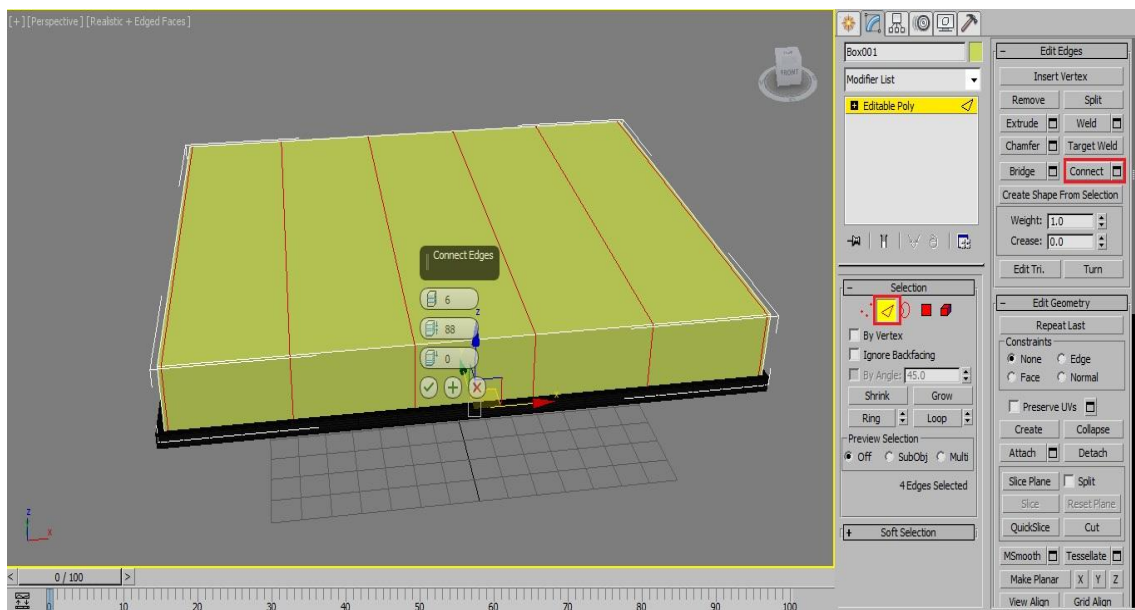 [+] [Perspective ] [Realistic + Edged Faces ]
FRONT
Connect Edges
6
88
0
z
x
z
x
0 / 100
0 10 20 30 40 50 60 70 80 90 100
Box001
Modifier List
Editable Poly
Selection
By Vertex
Ignore Backfacing
By Angle: 45.0
Shrink Grow
Ring Loop
Preview Selection
Off SubObj Multi
4 Edges Selected
Soft Selection
Edit Edges
Insert Vertex
Remove Split
Extrude Weld
Chamfer Target Weld
Bridge Connect
Create Shape From Selection
Weight: 1.0
Crease: 0.0
Edit Tri. Turn
Edit Geometry
Repeat Last
Constraints
None Edge
Face Normal
Preserve UVs
Create Collapse
Attach Detach
Slice Plane Split
Slice Reset Plane
QuickSlice Cut
MSmooth Tessellate
Make Planar X Y Z
View Align Grid Align